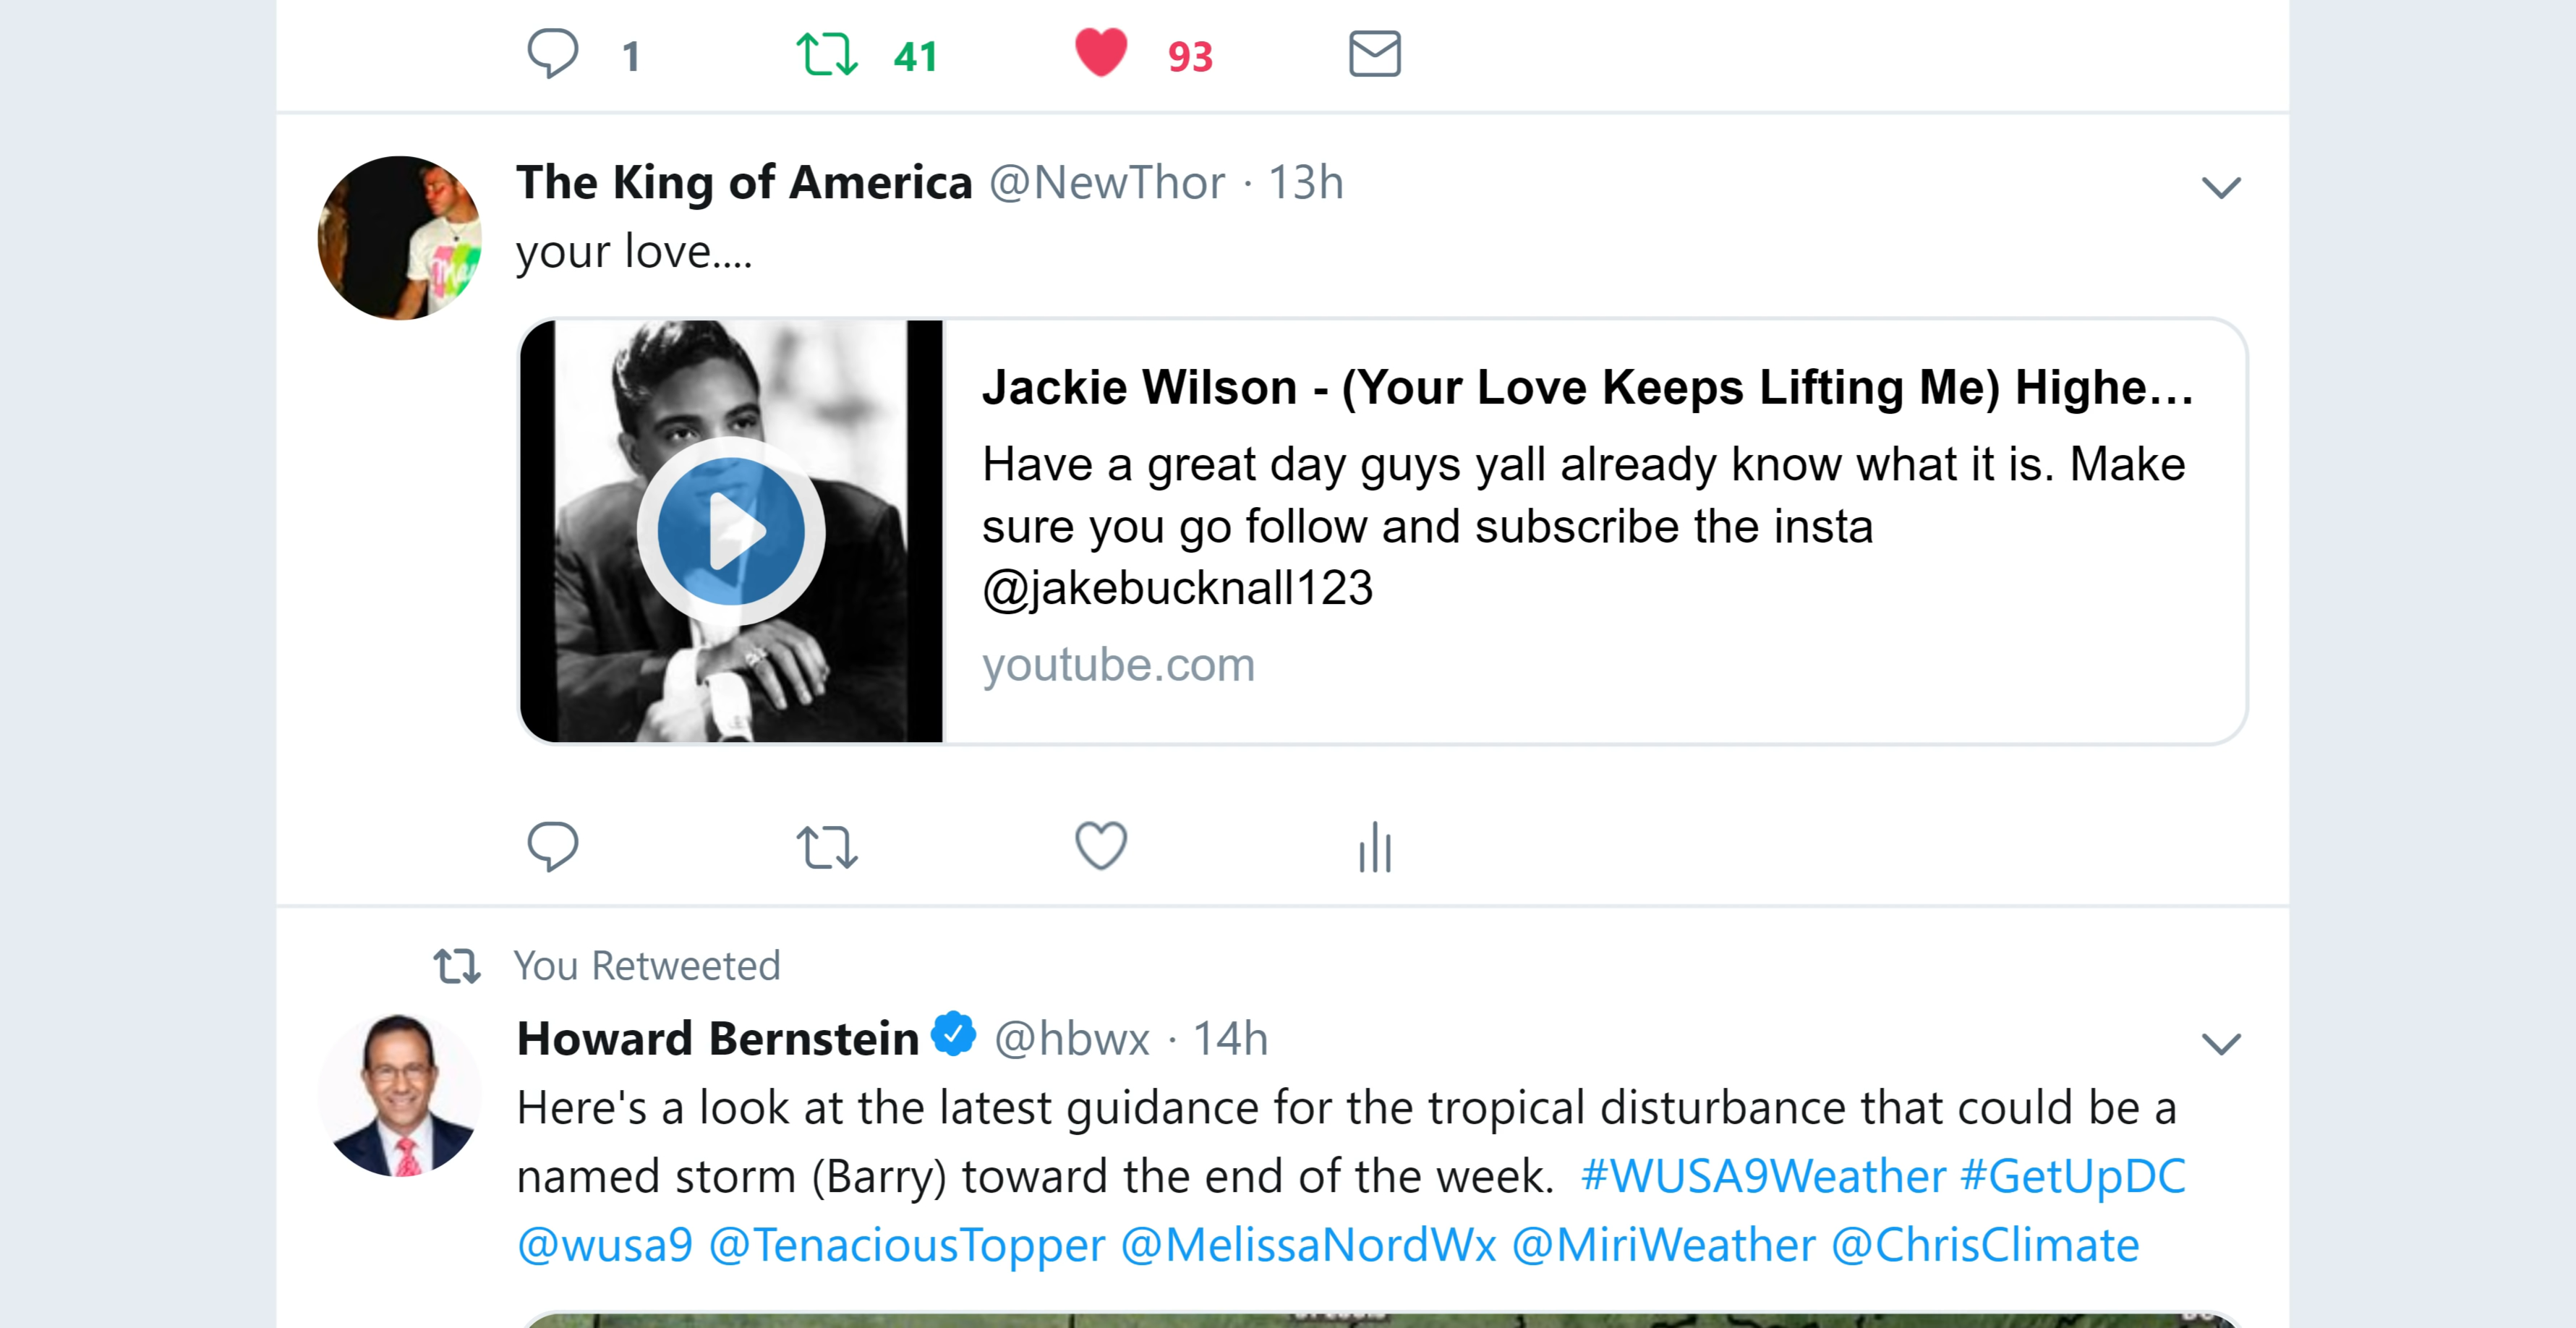 1 41 93
The King of America @NewThor · 13h
your love....
Jackie Wilson - (Your Love Keeps Lifting Me) Highe...
Have a great day guys yall already know what it is. Make
sure you go follow and subscribe the insta
@jakebucknall123
youtube.com
You Retweeted
Howard Bernstein @hbwx · 14h
Here's a look at the latest guidance for the tropical disturbance that could be a
named storm (Barry) toward the end of the week. #WUSA9Weather #GetUpDC
@wusa9 @TenaciousTopper @MelissaNordWx @MiriWeather @ChrisClimate